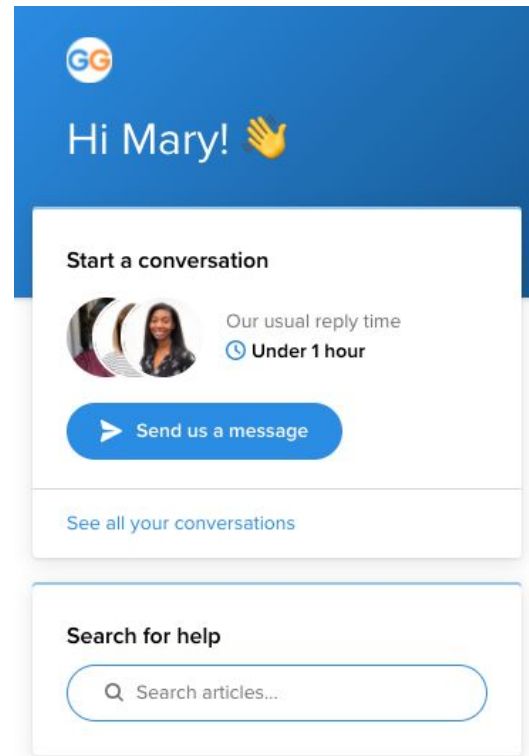 GG
Hi Mary! 👋
Start a conversation
Our usual reply time
Under 1 hour
Send us a message
See all your conversations
Search for help
Search articles...